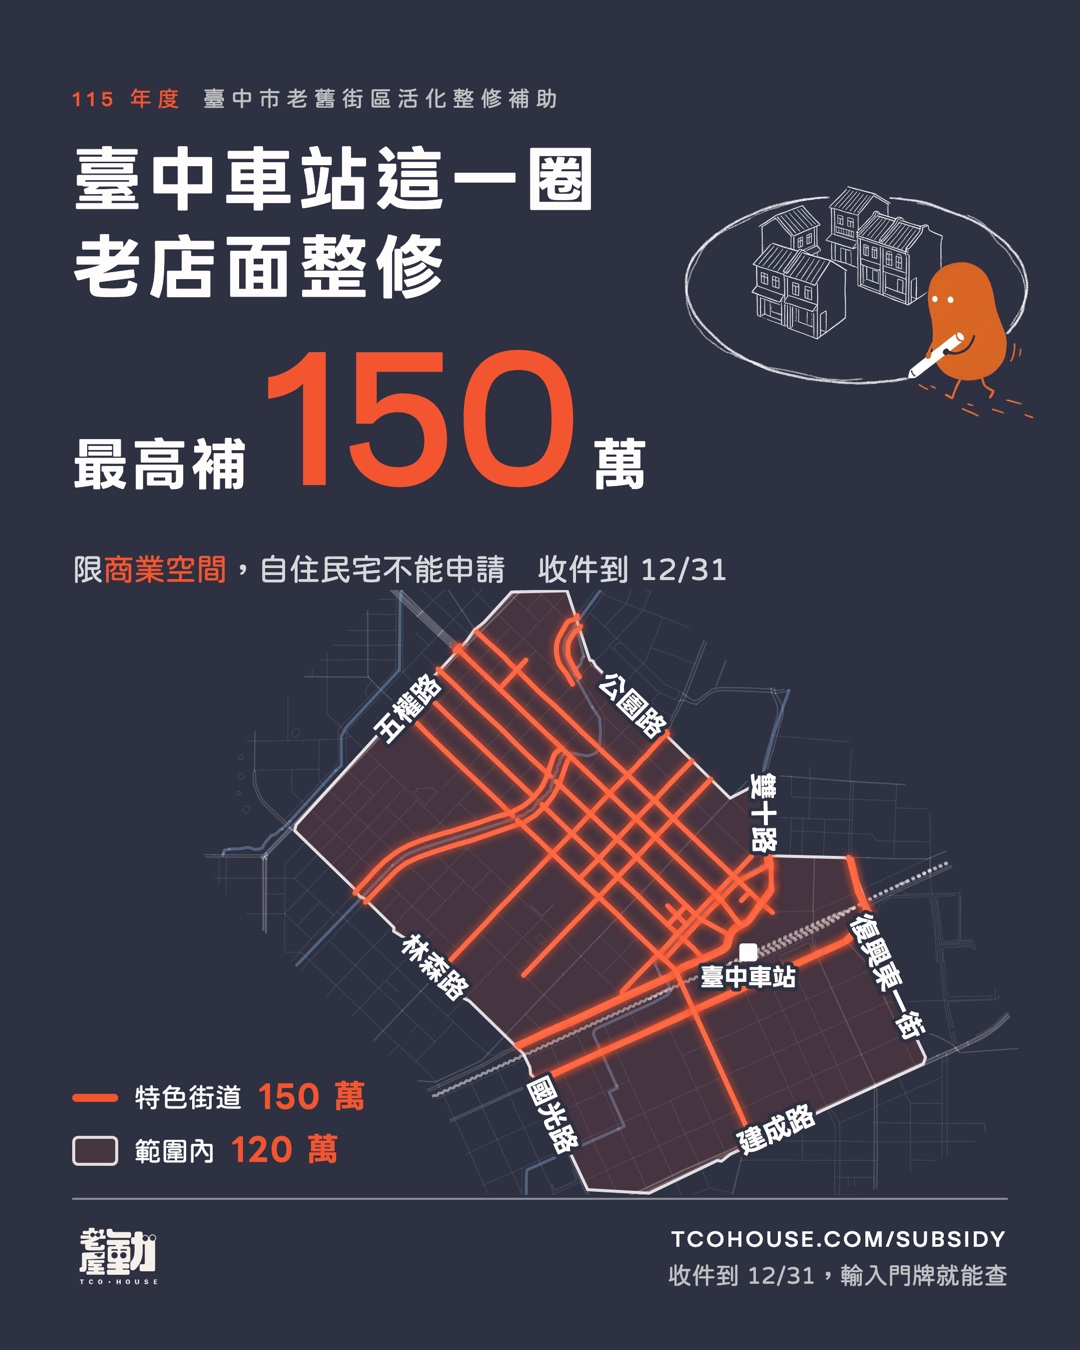 115 年度 臺中市老舊街區活化整修補助
臺中車站這一圈
老店面整修
最高補 150 萬
限商業空間，自住民宅不能申請 收件到 12/31
五權路
公園路
雙十路
林森路
臺中車站
復興東一街
國光路
建成路
特色街道 150 萬
範圍內 120 萬
老屋動
TCO·HOUSE
TCOHOUSE.COM/SUBSIDY
收件到 12/31，輸入門牌就能查